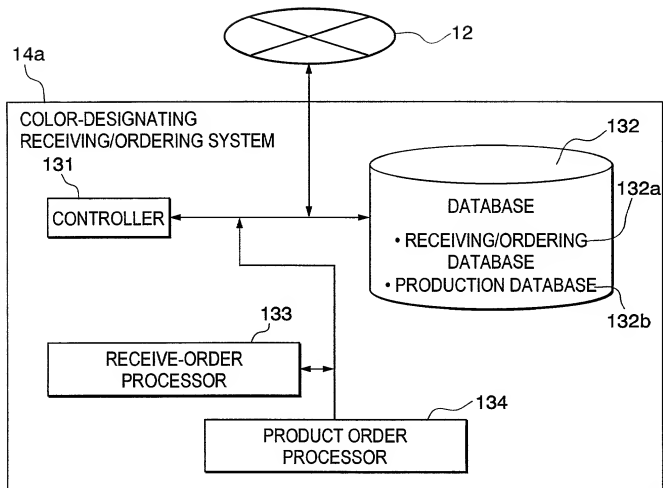 12
14a
COLOR-DESIGNATING
RECEIVING/ORDERING SYSTEM
131
CONTROLLER
132
DATABASE
132a
• RECEIVING/ORDERING
DATABASE
• PRODUCTION DATABASE
132b
133
RECEIVE-ORDER
PROCESSOR
134
PRODUCT ORDER
PROCESSOR